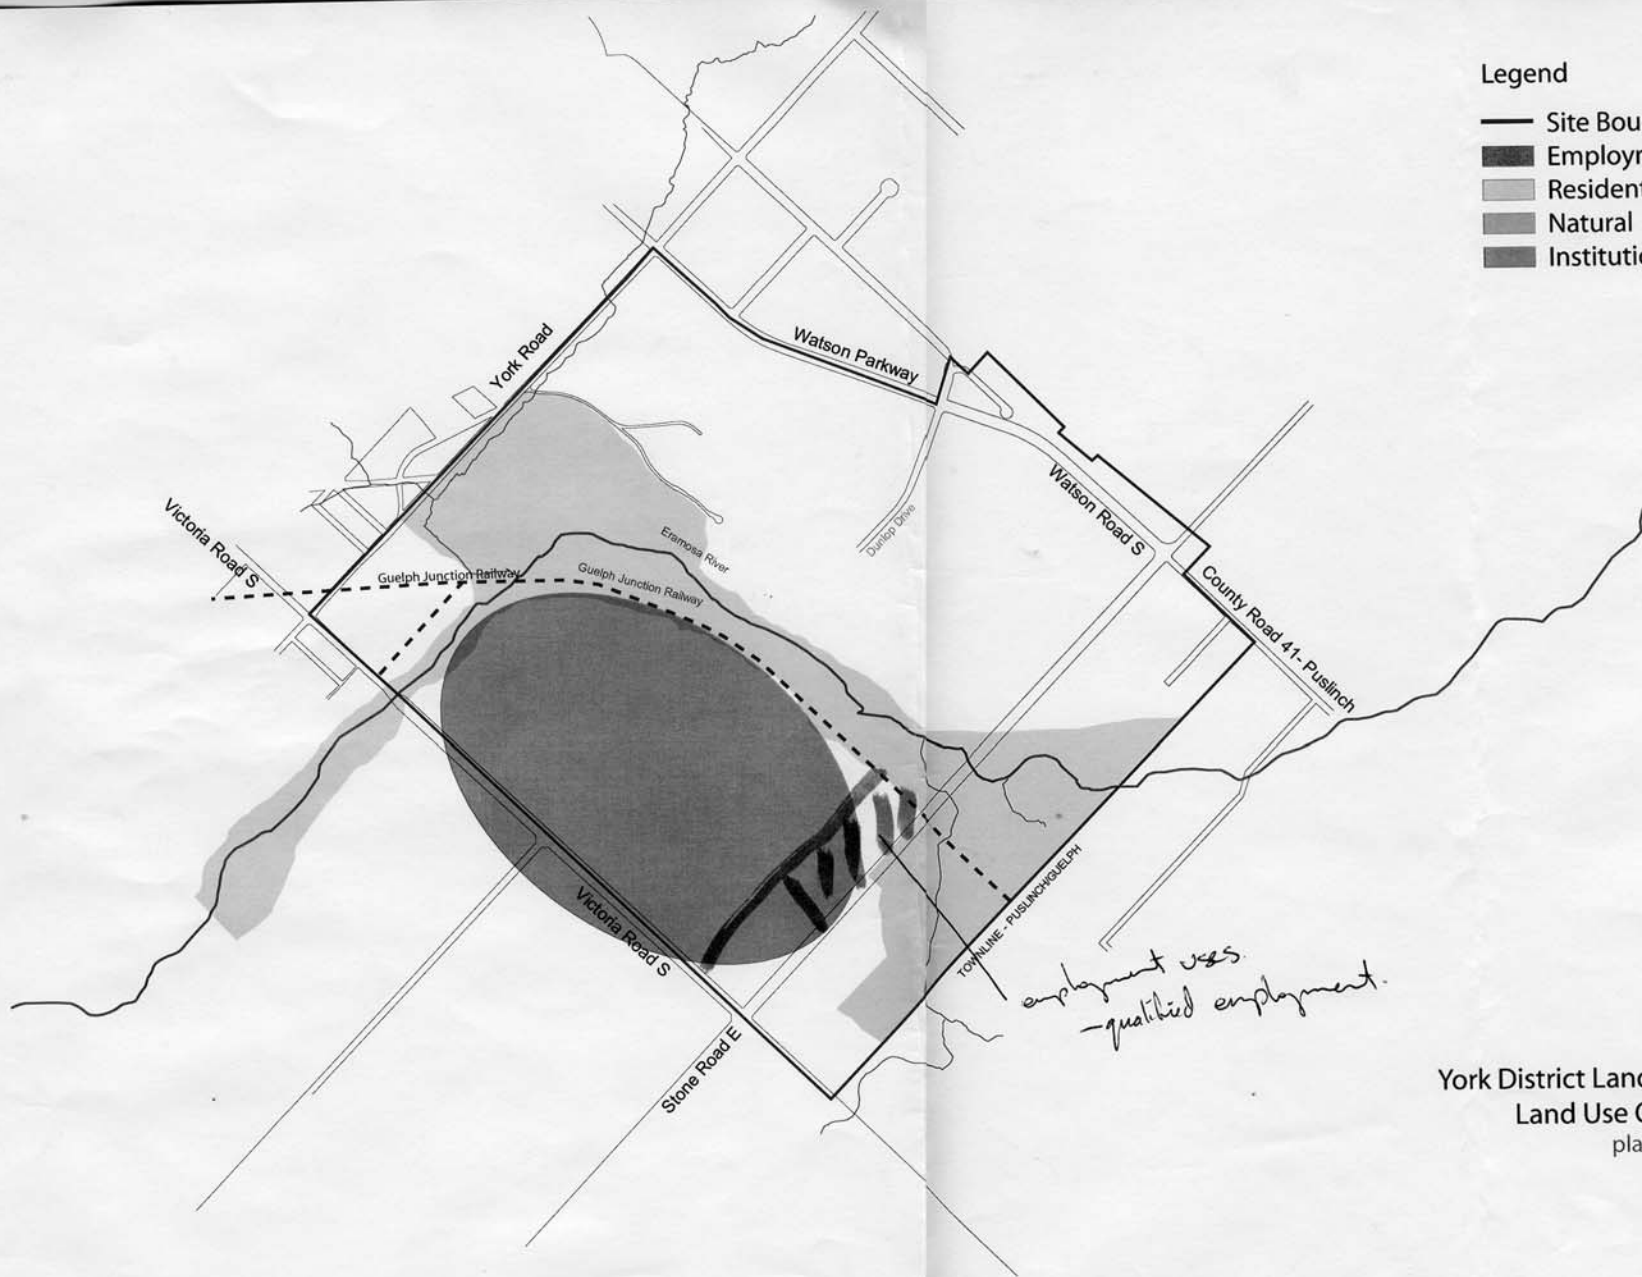 Legend
Site Bou
Employm
Resident
Natural
Institutio
York Road
Watson Parkway
Victoria Road S
Guelph Junction Railway
Guelph Junction Railway
Eramosa River
Dunlop Drive
Watson Road S
County Road 41- Puslinch
TOWNLINE - PUSLINCH/GUELPH
Victoria Road S
Stone Road E
employment uses.
-qualified employment.
York District Land
Land Use C
pla